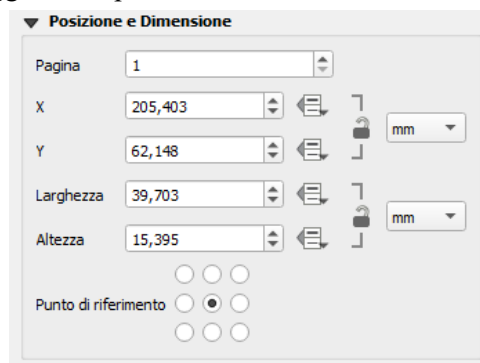 Posizione e Dimensione
Pagina 1
X 205,403
mm
Y 62,148
Larghezza 39,703
mm
Altezza 15,395
Punto di riferimento